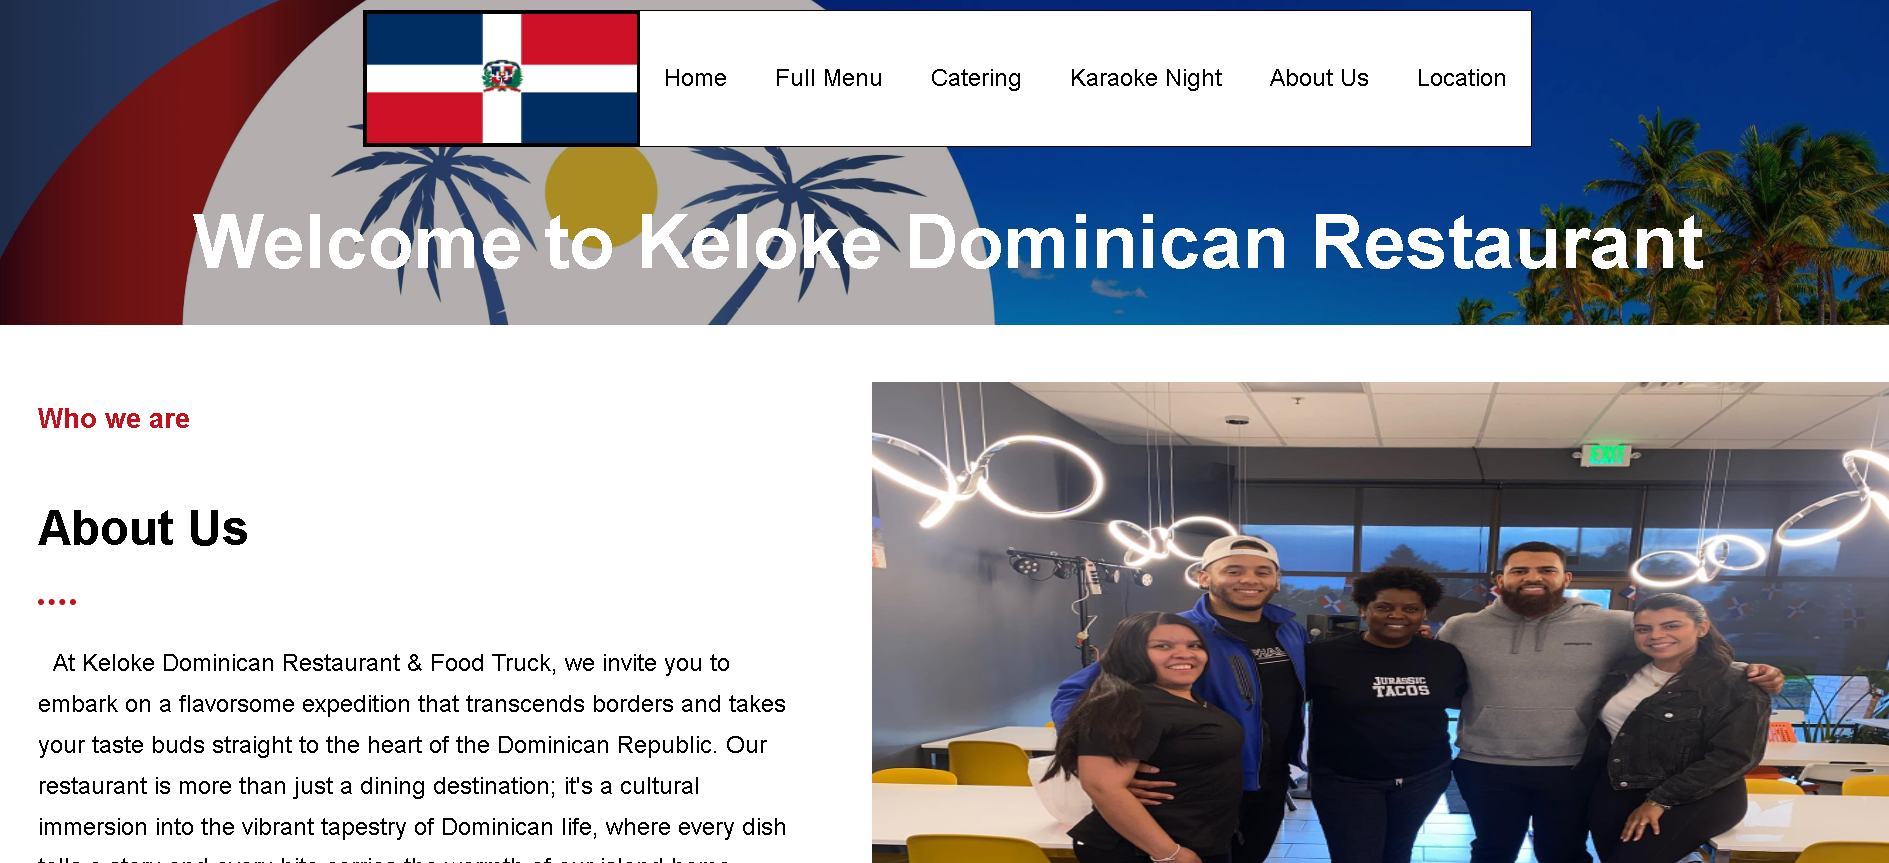 Home
Full Menu
Catering
Karaoke Night
About Us
Location
Welcome to Keloke Dominican Restaurant
Who we are
About Us
....
At Keloke Dominican Restaurant & Food Truck, we invite you to
embark on a flavorsome expedition that transcends borders and takes
your taste buds straight to the heart of the Dominican Republic. Our
restaurant is more than just a dining destination; it's a cultural
immersion into the vibrant tapestry of Dominican life, where every dish
EXIT
JURASSIC
TACOS